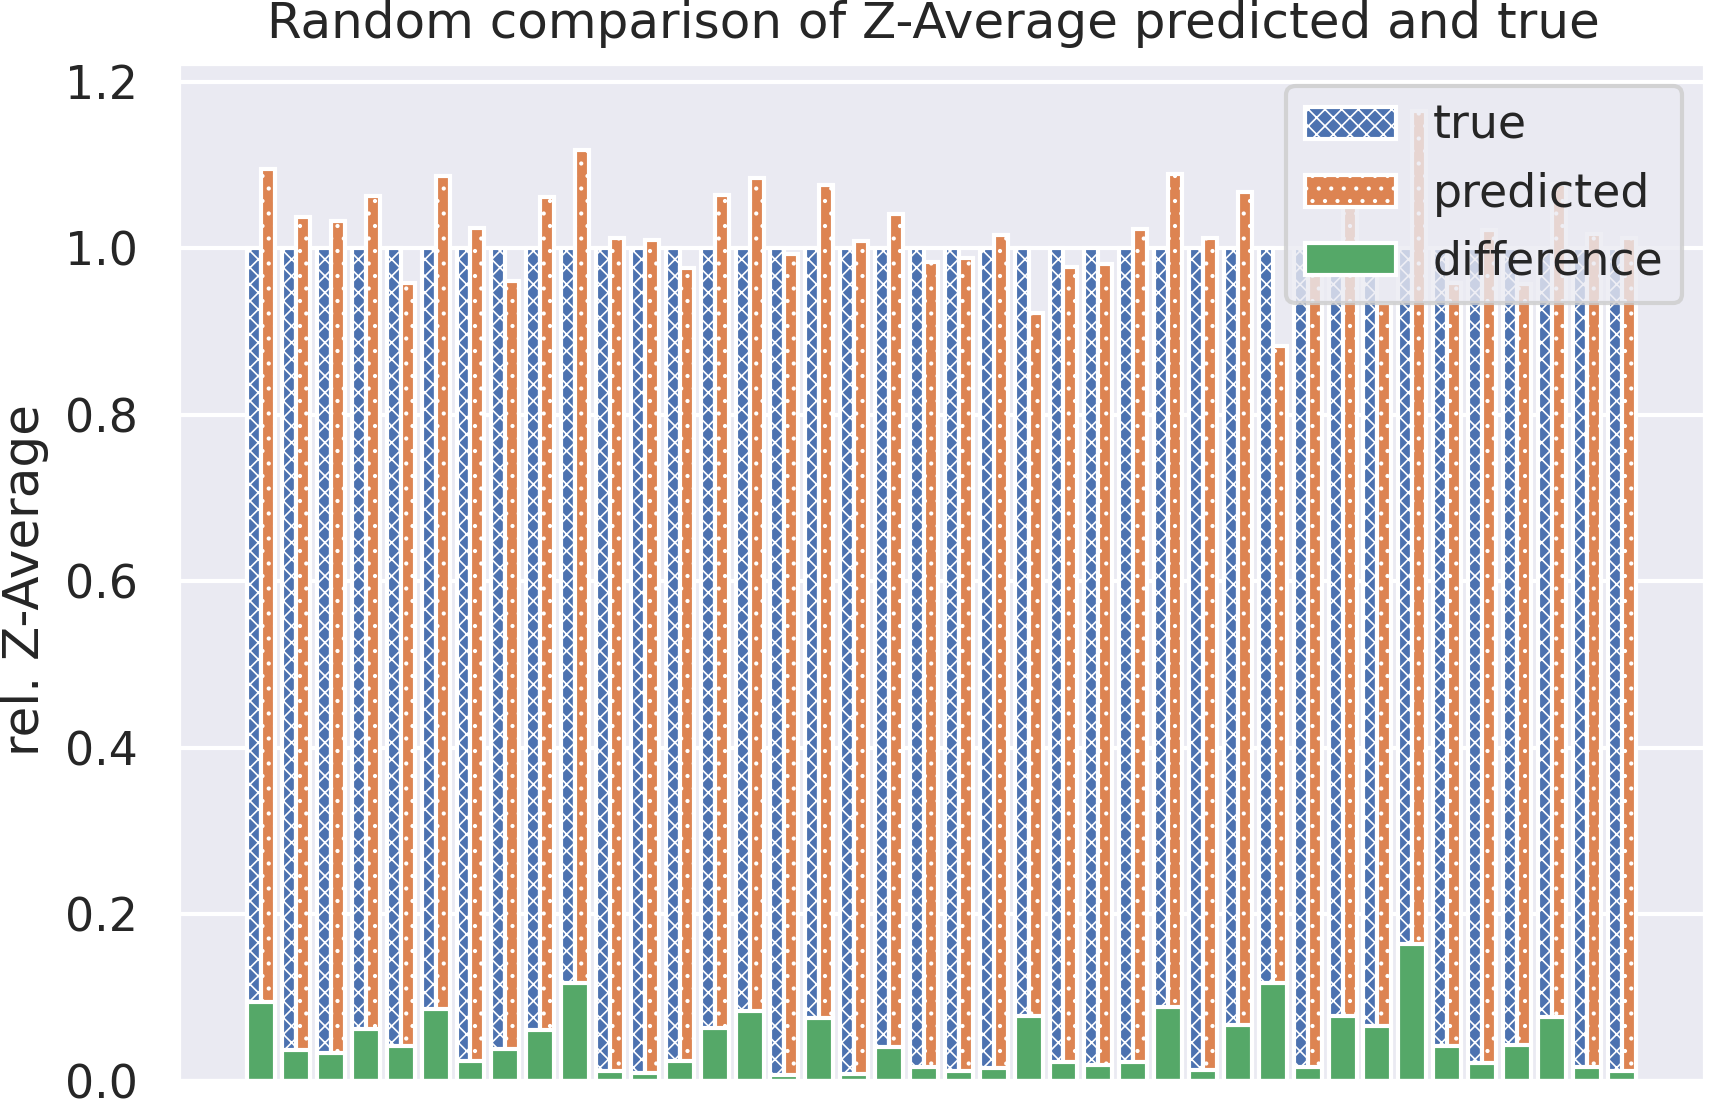 Random comparison of Z-Average predicted and true
1.2
1.0
0.8
0.6
0.4
0.2
0.0
rel. Z-Average
true
predicted
difference